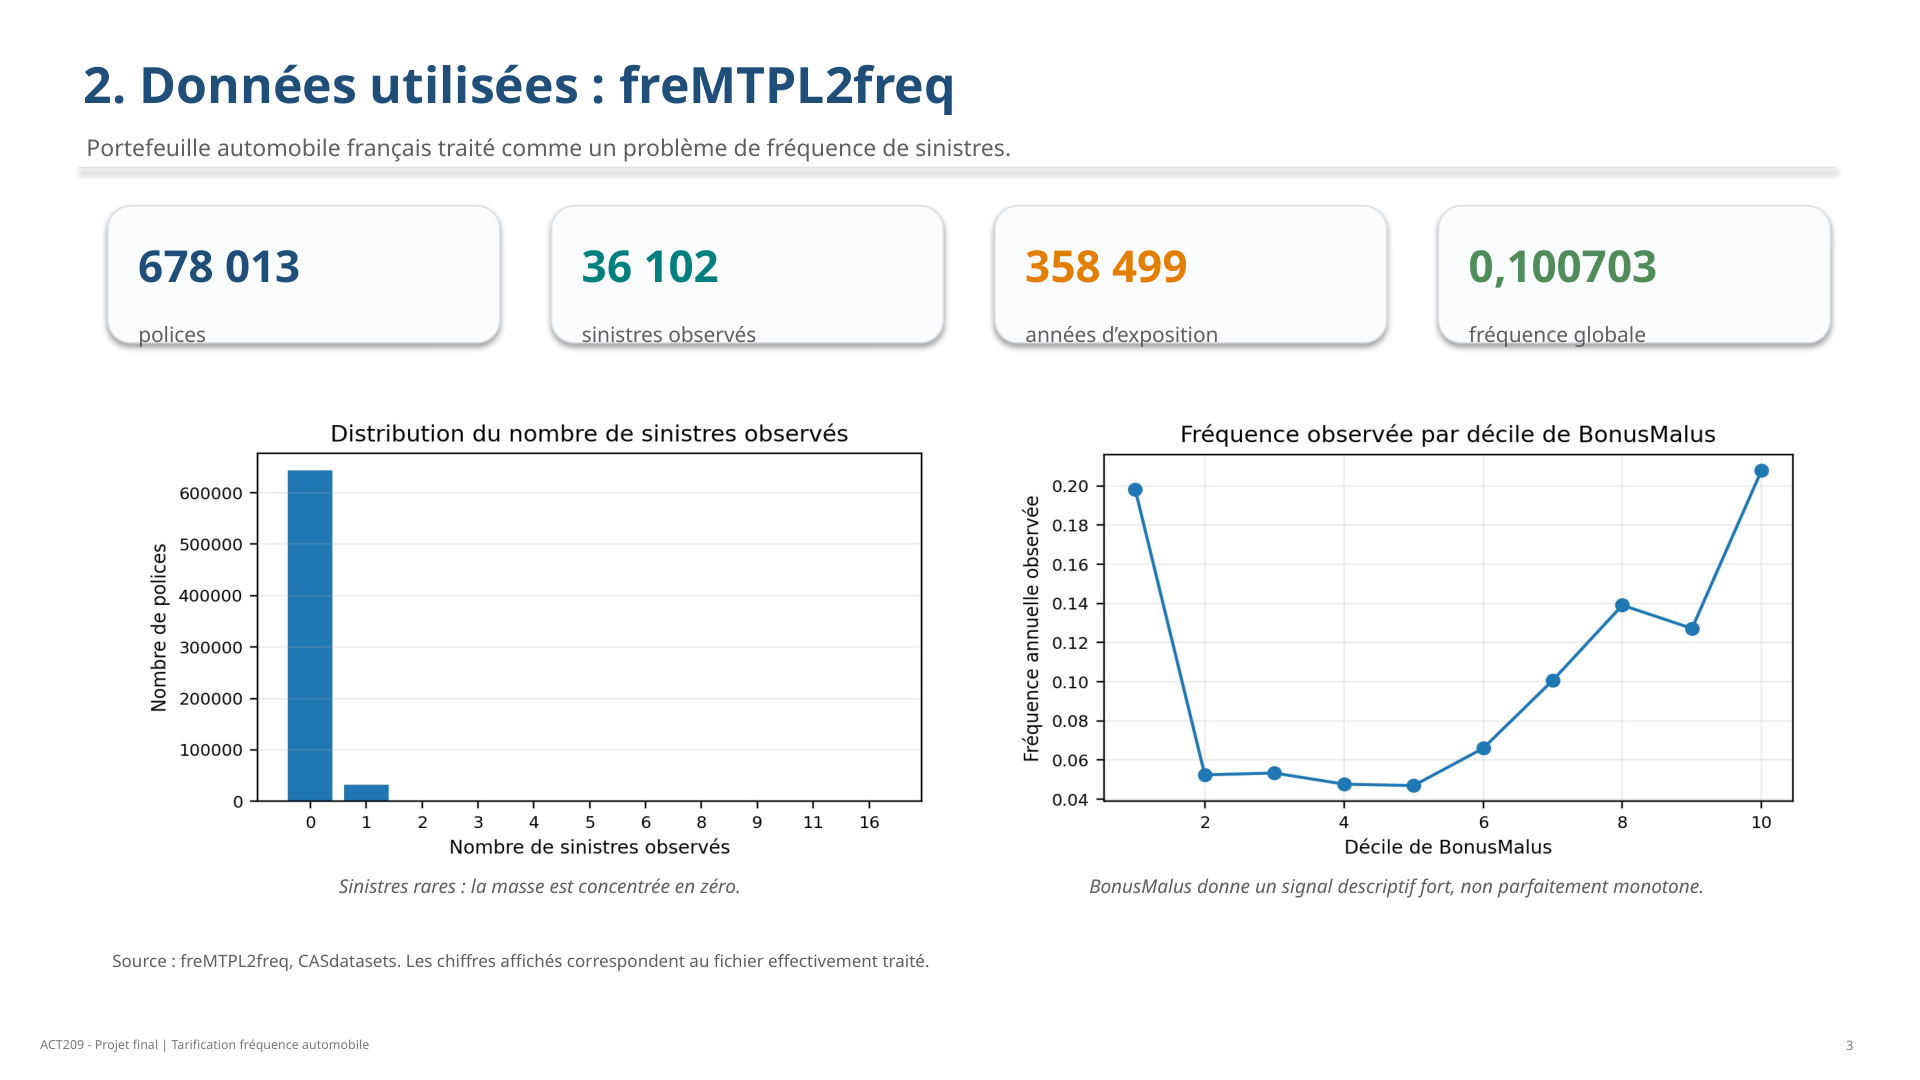 2. Données utilisées : freMTPL2freq
Portefeuille automobile français traité comme un problème de fréquence de sinistres.
678 013
polices
36 102
sinistres observés
358 499
années d’exposition
0,100703
fréquence globale
Distribution du nombre de sinistres observés
Nombre de polices
600000
500000
400000
300000
200000
100000
0
0 1 2 3 4 5 6 8 9 11 16
Nombre de sinistres observés
Sinistres rares : la masse est concentrée en zéro.
Fréquence observée par décile de BonusMalus
Fréquence annuelle observée
0.20
0.18
0.16
0.14
0.12
0.10
0.08
0.06
0.04
2 4 6 8 10
Décile de BonusMalus
BonusMalus donne un signal descriptif fort, non parfaitement monotone.
Source : freMTPL2freq, CASdatasets. Les chiffres affichés correspondent au fichier effectivement traité.
ACT209 - Projet final | Tarification fréquence automobile
3